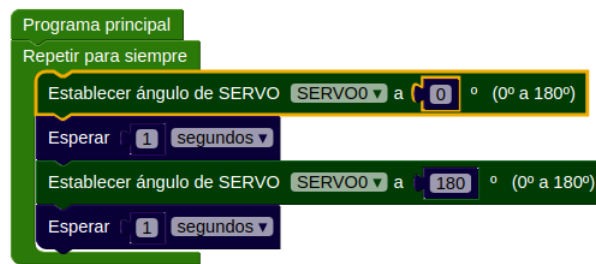 Programa principal
Repetir para siempre
Establecer ángulo de SERVO SERVO0 a 0 º (0º a 180º)
Esperar 1 segundos
Establecer ángulo de SERVO SERVO0 a 180 º (0º a 180º)
Esperar 1 segundos